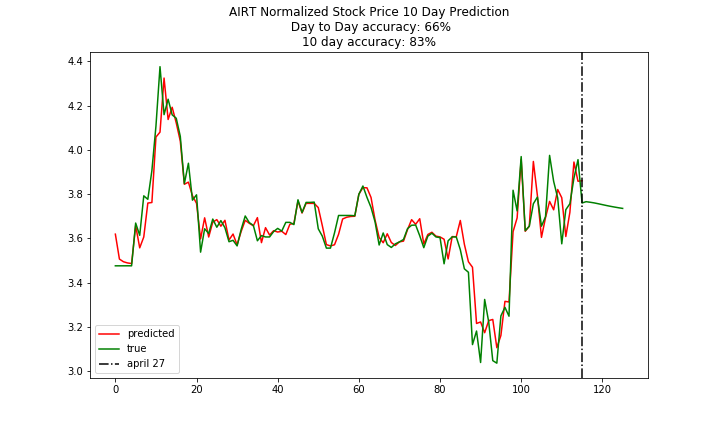 AIRT Normalized Stock Price 10 Day Prediction
Day to Day accuracy: 66%
10 day accuracy: 83%
4.4
4.2
4.0
3.8
3.6
3.4
3.2
3.0
predicted
true
april 27
0 20 40 60 80 100 120